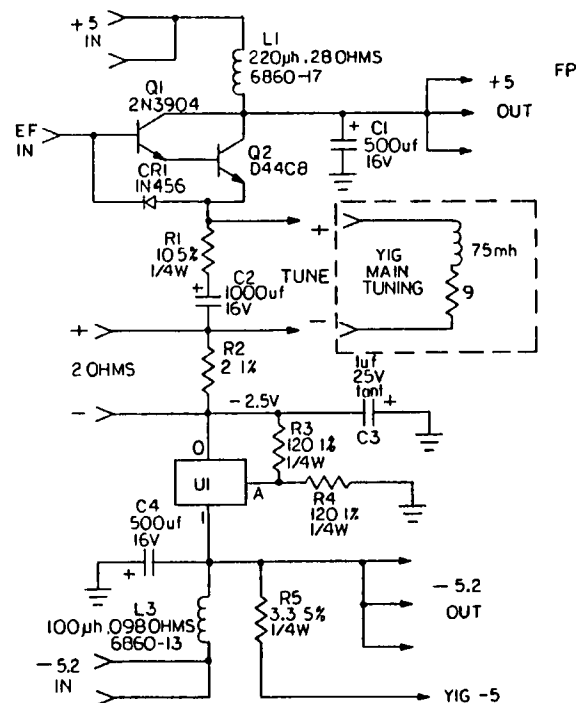 +5
IN
L1
220µh .28 OHMS
6860-17
FP
Q1
2N3904
+5
OUT
EF
IN
Q2
D44C8
+
C1
500uf
16V
CR1
1N456
R1
10 5%
1/4W
+
C2
1000uf
16V
TUNE
+
-
YIG
MAIN
TUNING
75mh
9
+
2 OHMS
-
R2
2 1%
1uf
25V
tant
+
C3
-2.5V
R3
120 1%
1/4W
O
U1
A
I
R4
120 1%
1/4W
C4
500uf
16V
+
L3
100µh .098 OHMS
6860-13
R5
3.3 5%
1/4W
-5.2
OUT
-5.2
IN
YIG -5